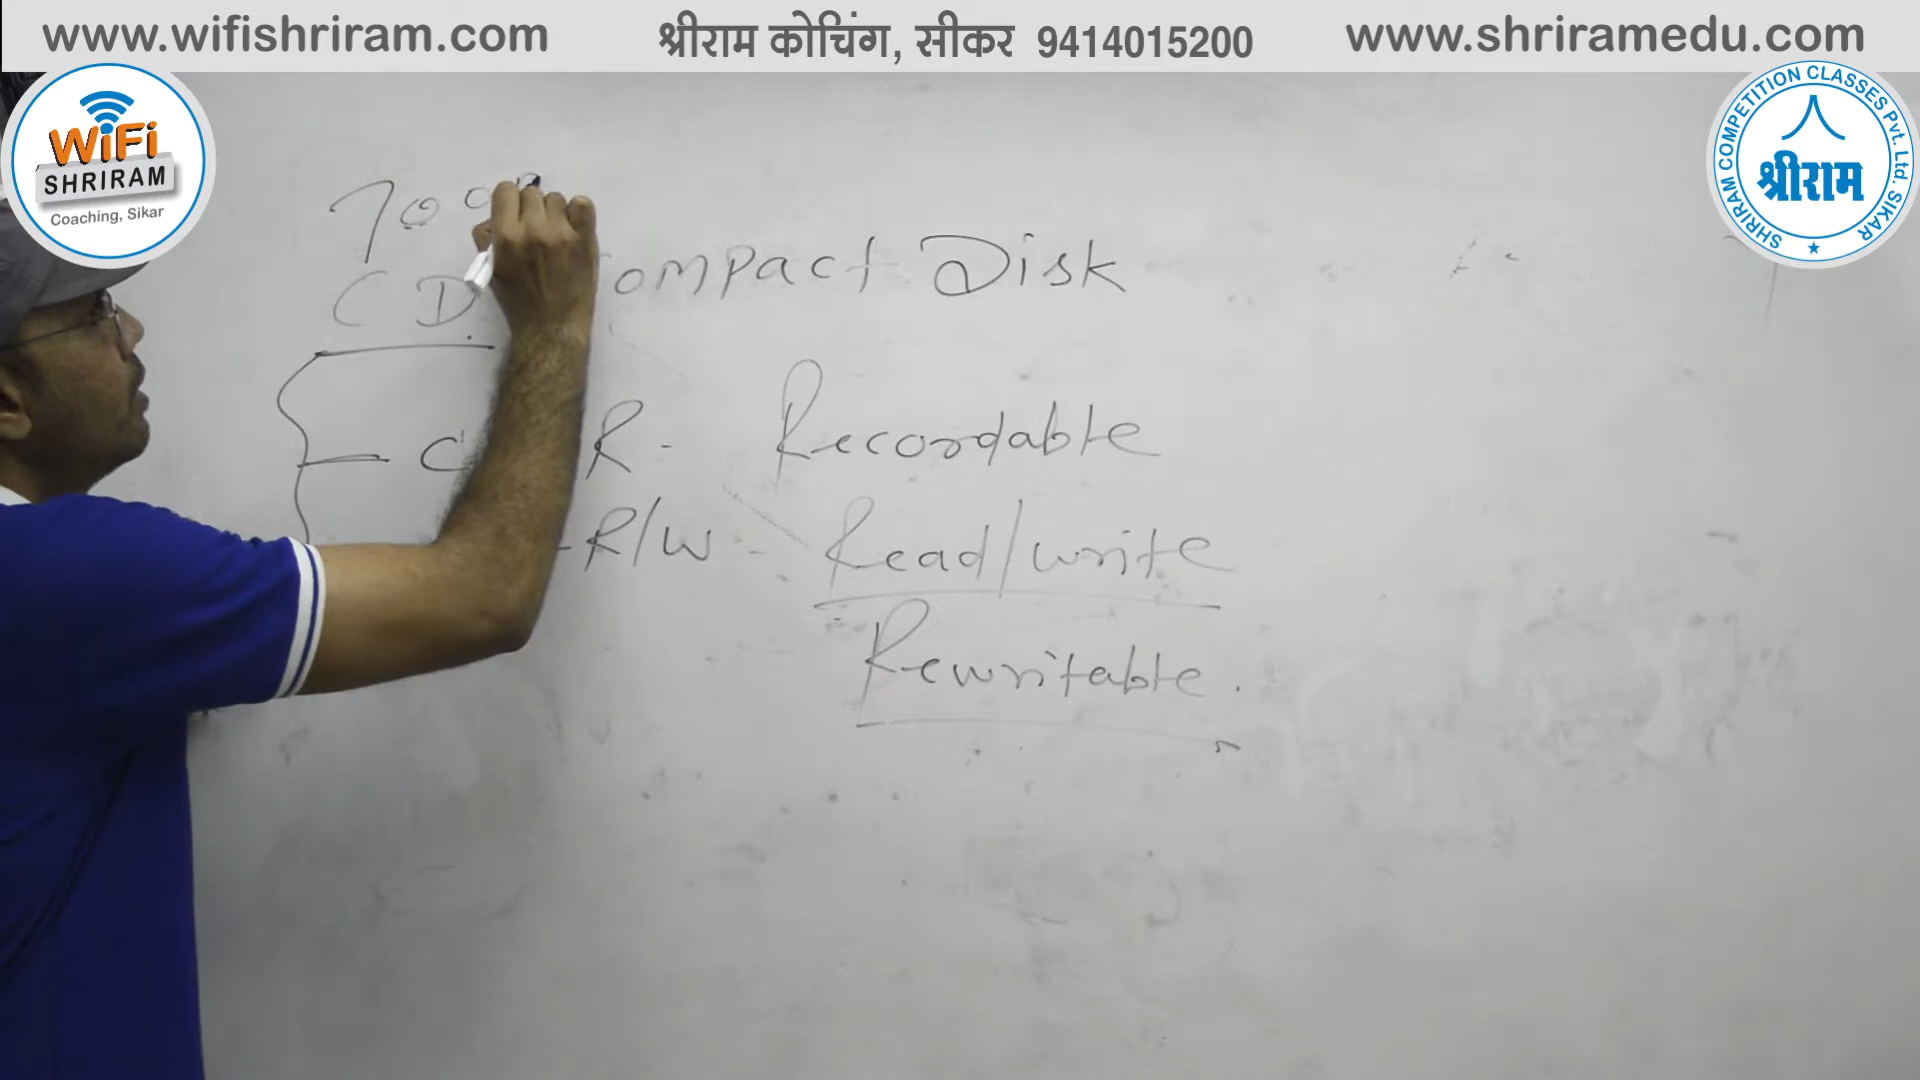 www.wifishriram.com श्रीराम कोचिंग, सीकर 9414015200 www.shriramedu.com
WiFi
SHRIRAM
Coaching, Sikar
SHRIRAM COMPETITION CLASSES Pvt. Ltd. SIKAR
श्रीराम
CD
ompact Disk
R - Recordable
- R/W - Read/write
Rewritable.